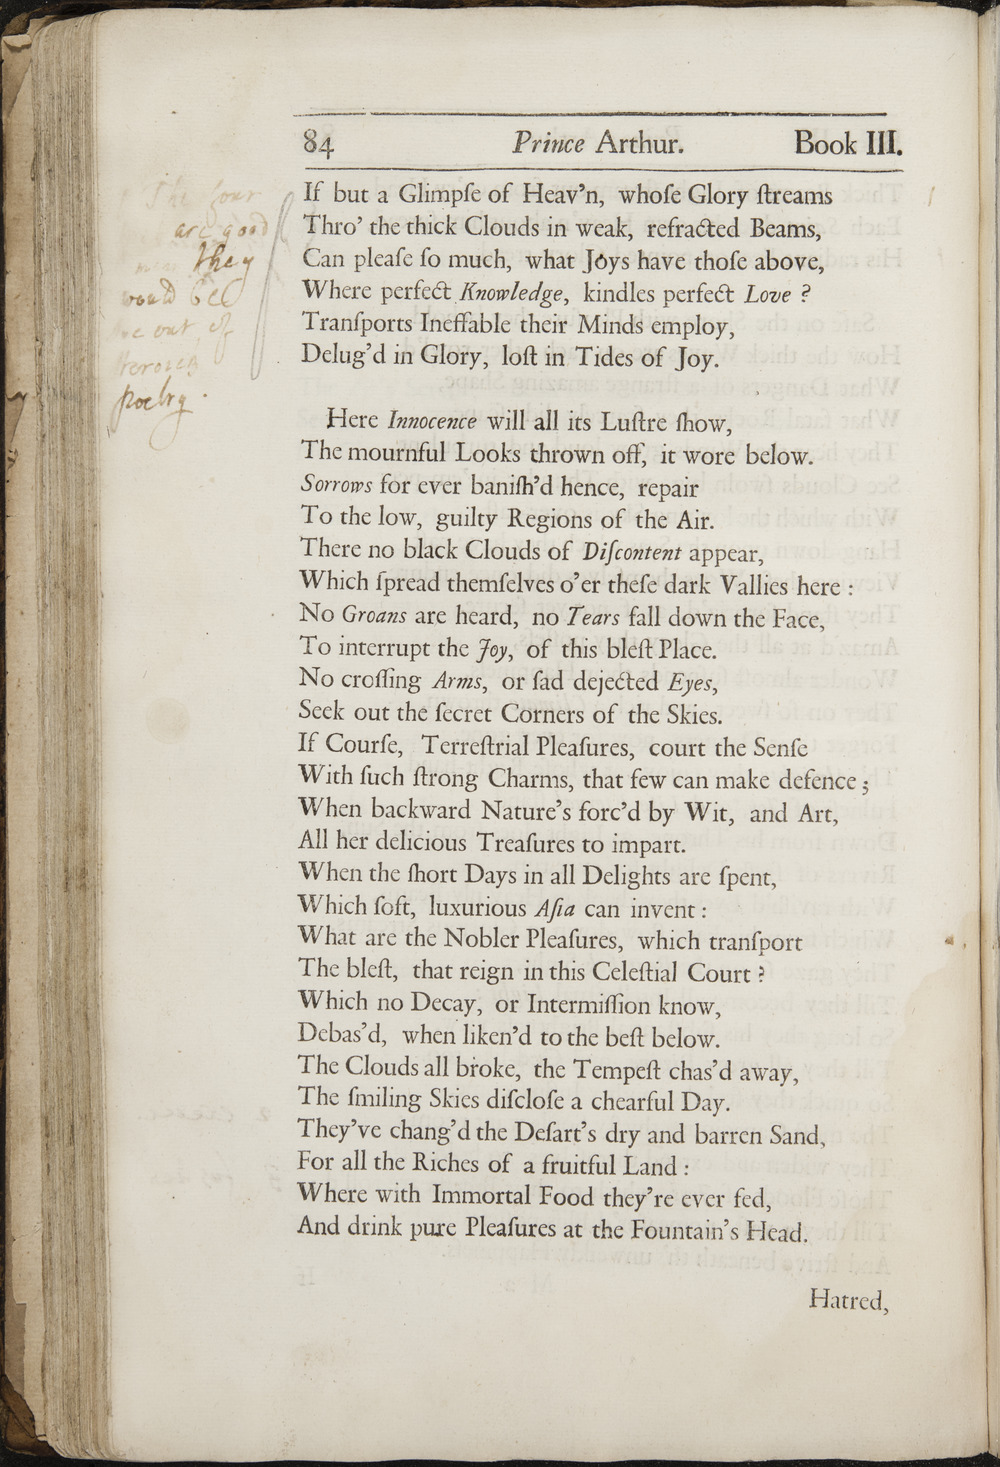 84 Prince Arthur. Book III.
If but a Glimpſe of Heav'n, whoſe Glory ſtreams
Thro' the thick Clouds in weak, refracted Beams,
Can pleaſe ſo much, what Joys have thoſe above,
Where perfect Knowledge, kindles perfect Love ?
Tranſports Ineffable their Minds employ,
Delug'd in Glory, loſt in Tides of Joy.
The four
are good
they
would bee
out of
poetry.
Here Innocence will all its Luſtre ſhow,
The mournful Looks thrown off, it wore below.
Sorrows for ever baniſh'd hence, repair
To the low, guilty Regions of the Air.
There no black Clouds of Diſcontent appear,
Which ſpread themſelves o'er theſe dark Vallies here :
No Groans are heard, no Tears fall down the Face,
To interrupt the Joy, of this bleſt Place.
No croſſing Arms, or ſad dejected Eyes,
Seek out the ſecret Corners of the Skies.
If Courſe, Terreſtrial Pleaſures, court the Senſe
With ſuch ſtrong Charms, that few can make defence ;
When backward Nature's forc'd by Wit, and Art,
All her delicious Treaſures to impart.
When the ſhort Days in all Delights are ſpent,
Which ſoft, luxurious Aſia can invent :
What are the Nobler Pleaſures, which tranſport
The bleſt, that reign in this Celeſtial Court ?
Which no Decay, or Intermiſſion know,
Debas'd, when liken'd to the beſt below.
The Clouds all broke, the Tempeſt chas'd away,
The ſmiling Skies diſcloſe a chearful Day.
They've chang'd the Deſart's dry and barren Sand,
For all the Riches of a fruitful Land :
Where with Immortal Food they're ever fed,
And drink pure Pleaſures at the Fountain's Head.
Hatred,